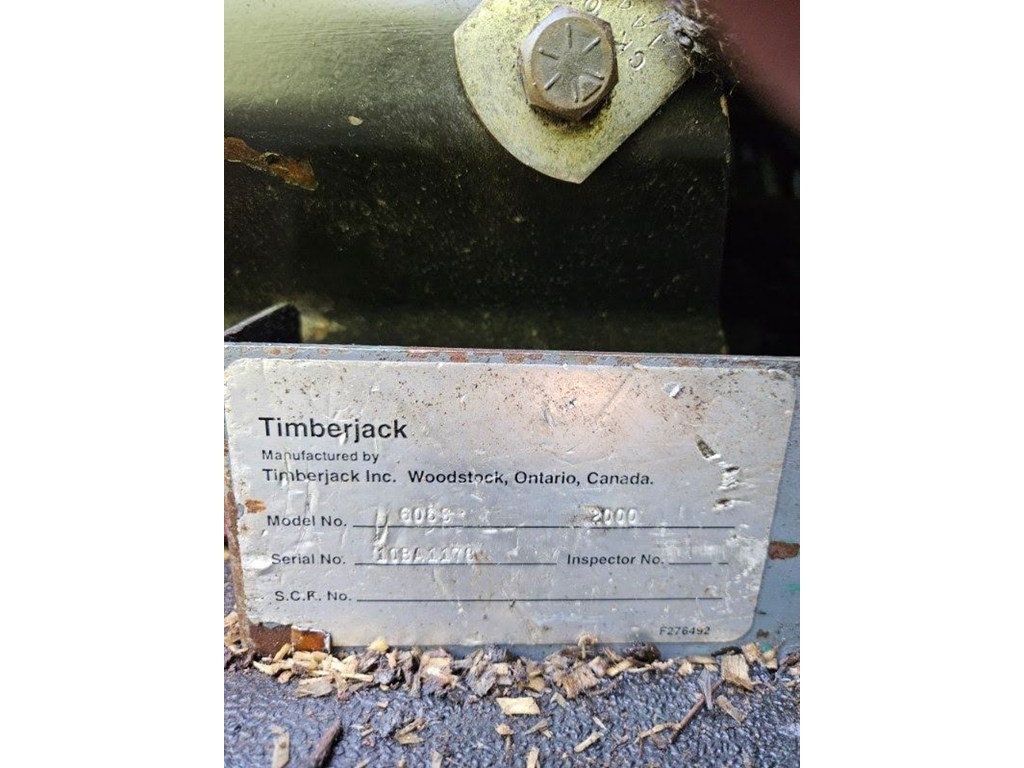 Timberjack
Manufactured by
Timberjack Inc. Woodstock, Ontario, Canada.
Model No. 2000
Serial No. Inspector No.
S.C.R. No.
F276492